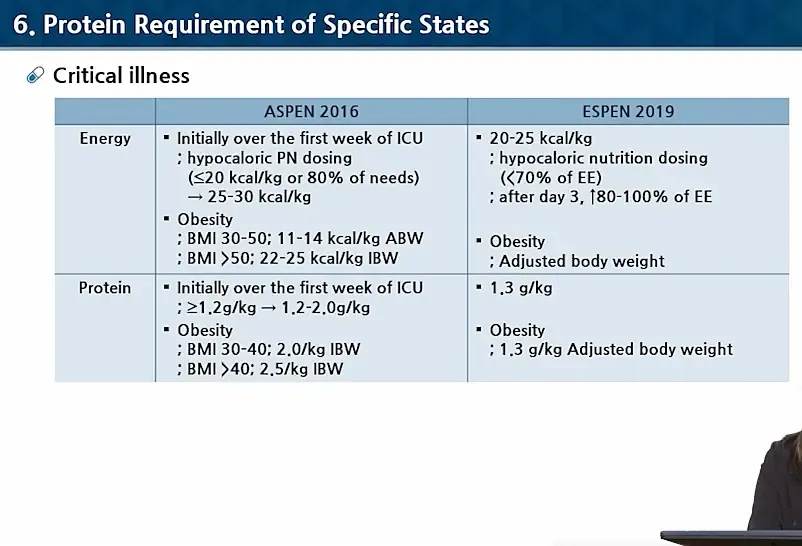 6. Protein Requirement of Specific States
Critical illness
ASPEN 2016
ESPEN 2019
Energy
▪ Initially over the first week of ICU
; hypocaloric PN dosing
(≤20 kcal/kg or 80% of needs)
→ 25-30 kcal/kg
▪ Obesity
; BMI 30-50; 11-14 kcal/kg ABW
; BMI >50; 22-25 kcal/kg IBW
▪ 20-25 kcal/kg
; hypocaloric nutrition dosing
(<70% of EE)
; after day 3, ↑80-100% of EE
▪ Obesity
; Adjusted body weight
Protein
▪ Initially over the first week of ICU
; ≥1.2g/kg → 1.2-2.0g/kg
▪ Obesity
; BMI 30-40; 2.0/kg IBW
; BMI >40; 2.5/kg IBW
▪ 1.3 g/kg
▪ Obesity
; 1.3 g/kg Adjusted body weight